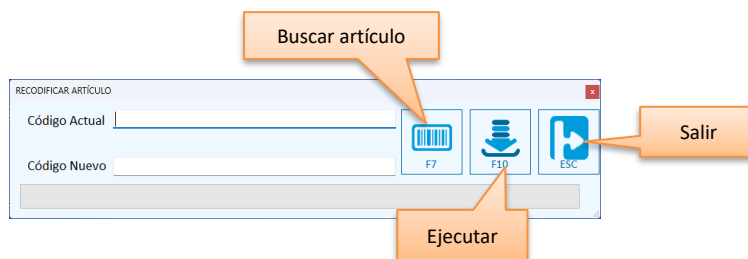 Buscar artículo
RECODIFICAR ARTÍCULO
x
Código Actual
Código Nuevo
F7
F10
ESC
Salir
Ejecutar